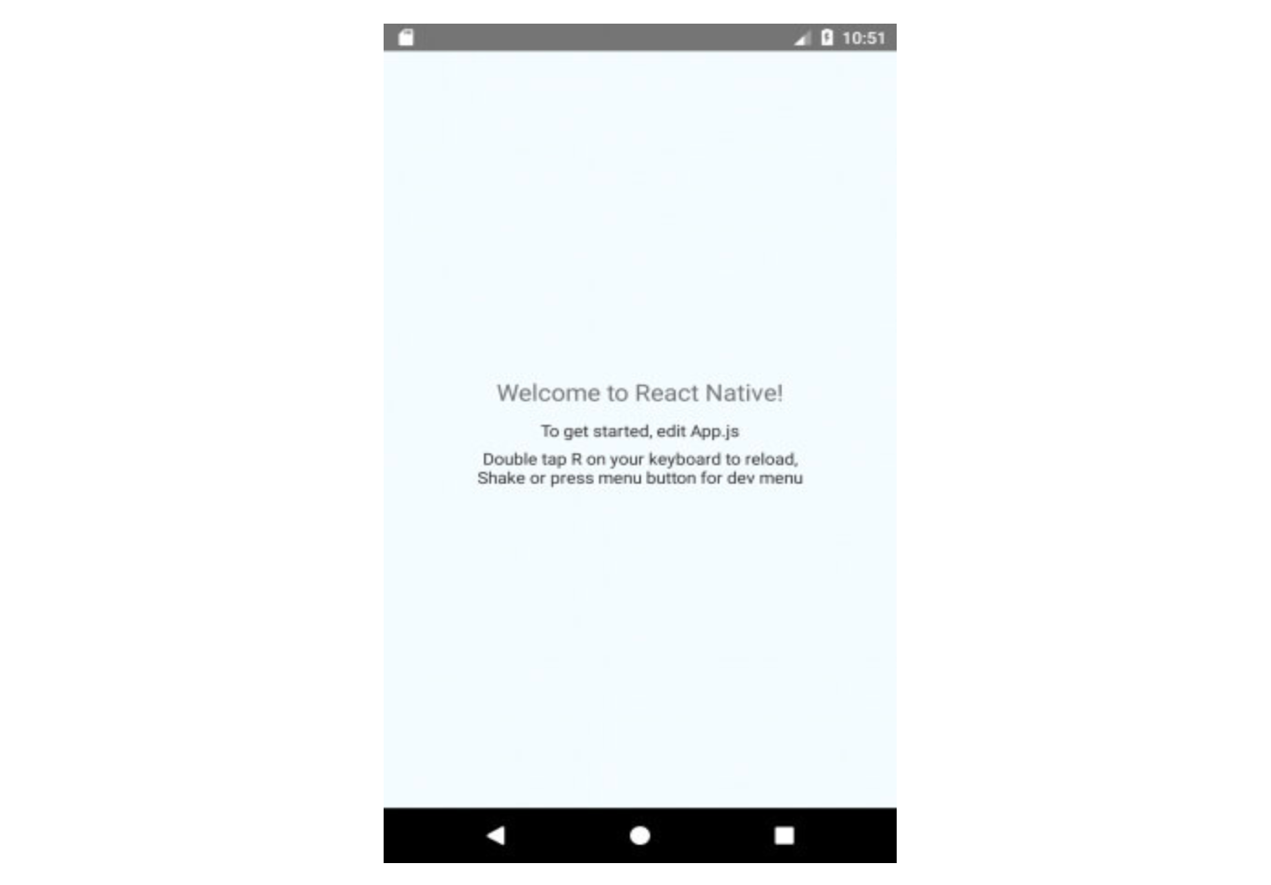 10:51
Welcome to React Native!
To get started, edit App.js
Double tap R on your keyboard to reload,
Shake or press menu button for dev menu